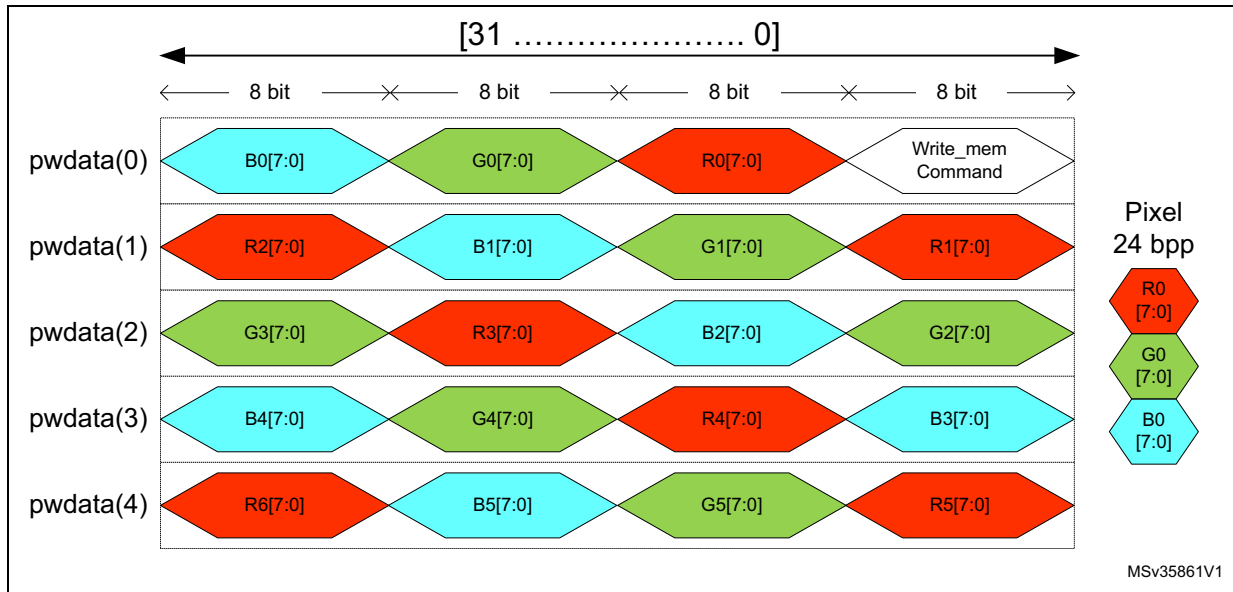 [31 ...................... 0]
8 bit 8 bit 8 bit 8 bit
pwdata(0) B0[7:0] G0[7:0] R0[7:0] Write_mem
Command
pwdata(1) R2[7:0] B1[7:0] G1[7:0] R1[7:0]
pwdata(2) G3[7:0] R3[7:0] B2[7:0] G2[7:0]
pwdata(3) B4[7:0] G4[7:0] R4[7:0] B3[7:0]
pwdata(4) R6[7:0] B5[7:0] G5[7:0] R5[7:0]
Pixel
24 bpp
R0
[7:0]
G0
[7:0]
B0
[7:0]
MSv35861V1